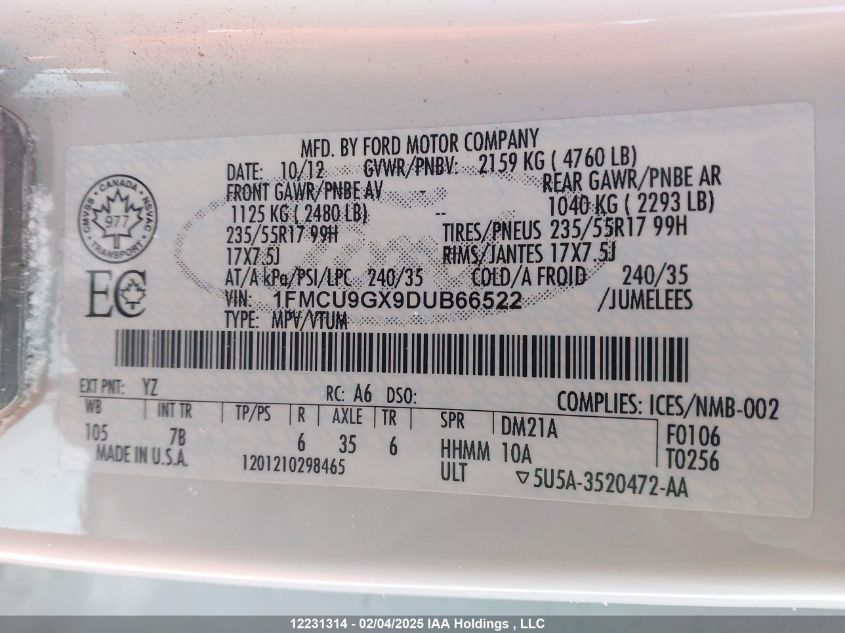 MFD. BY FORD MOTOR COMPANY
DATE: 10/12 GVWR/PNBV: 2159 KG ( 4760 LB)
FRONT GAWR/PNBE AV - REAR GAWR/PNBE AR
1125 KG ( 2480 LB) -- 1040 KG ( 2293 LB)
235/55R17 99H TIRES/PNEUS 235/55R17 99H
17X7.5J RIMS/JANTES 17X7.5J
AT/A kPa/PSI/LPC 240/35 COLD/A FROID 240/35
VIN: 1FMCU9GX9DUB66522 /JUMELEES
TYPE: MPV/VTUM
CANADA
CMVSS 977 NSVAC
TRANSPORT
EC
EXT PNT: YZ RC: A6 DSO: COMPLIES: ICES/NMB-002
WB INT TR TP/PS R AXLE TR SPR DM21A F0106
105 7B 6 35 6 HHMM 10A T0256
MADE IN U.S.A. 1201210298465 ULT ▽5U5A-3520472-AA
12231314 - 02/04/2025 IAA Holdings , LLC